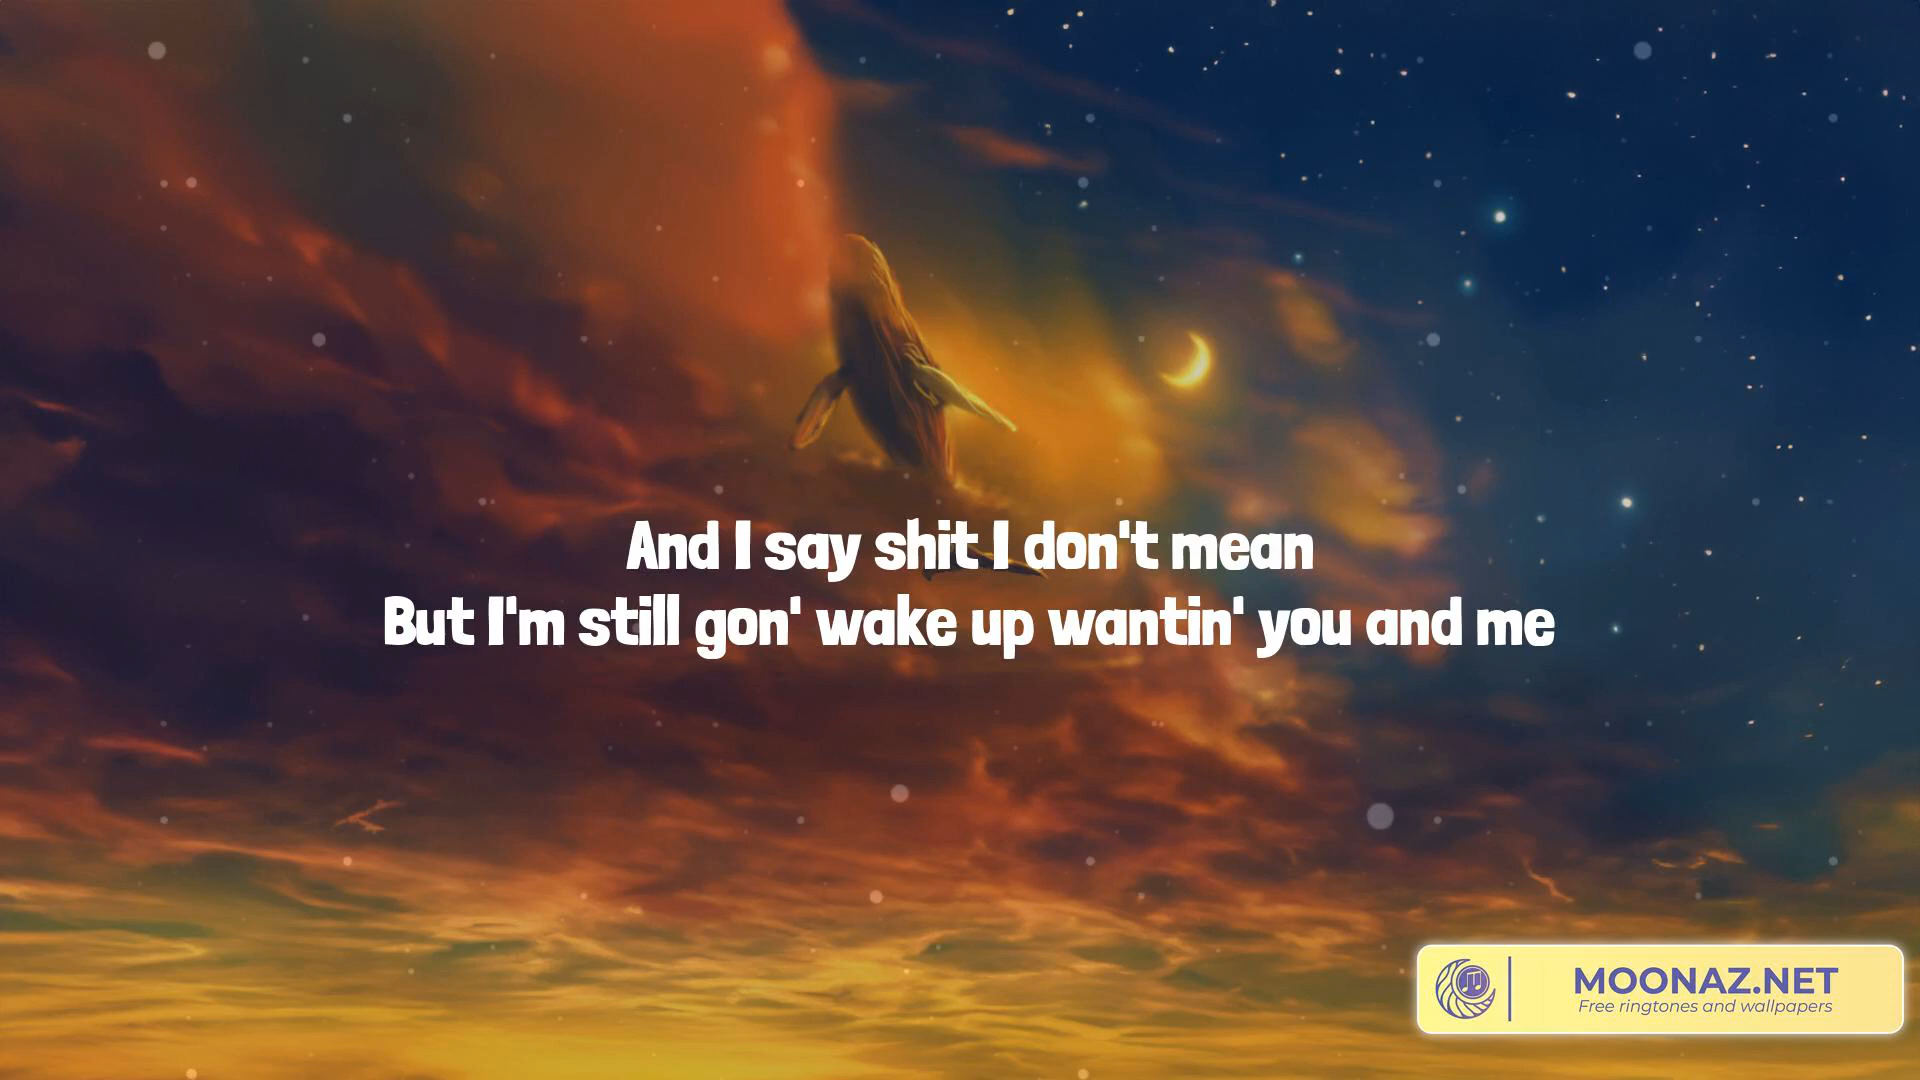 And I say shit I don't mean
But I'm still gon' wake up wantin' you and me
MOONAZ.NET
Free ringtones and wallpapers